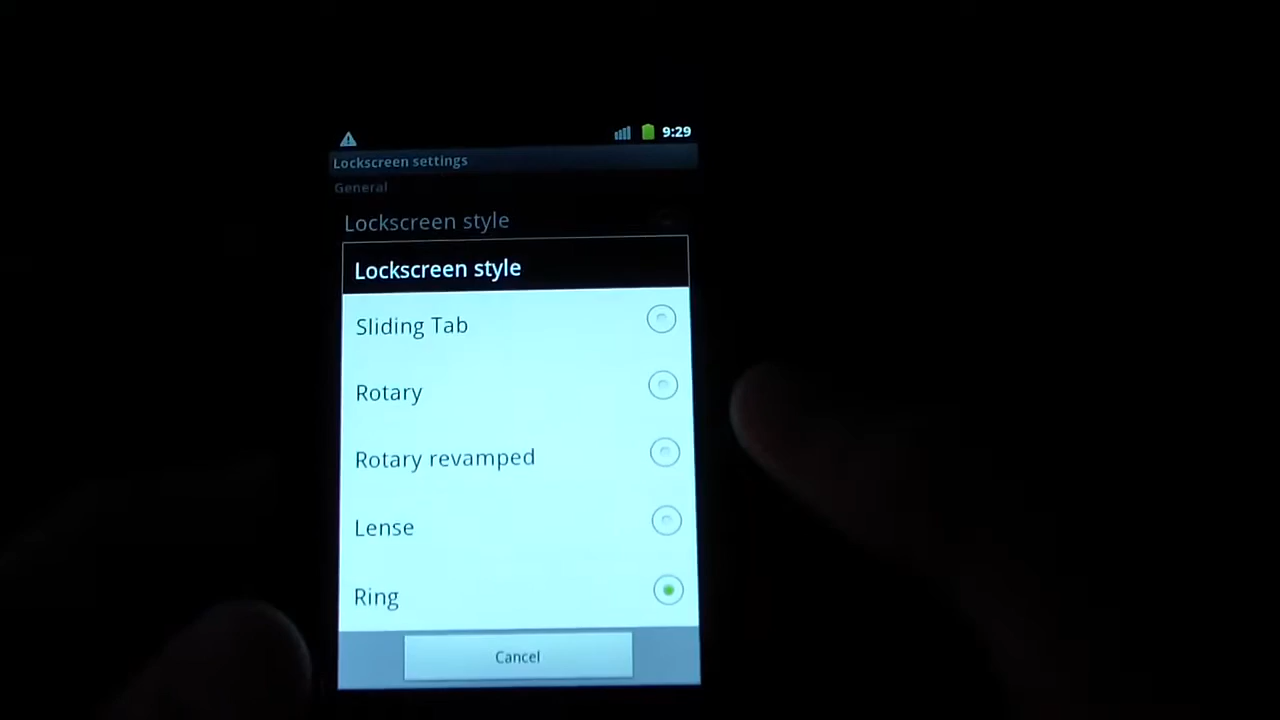 9:29
Lockscreen settings
General
Lockscreen style
Lockscreen style
Sliding Tab
Rotary
Rotary revamped
Lense
Ring
Cancel